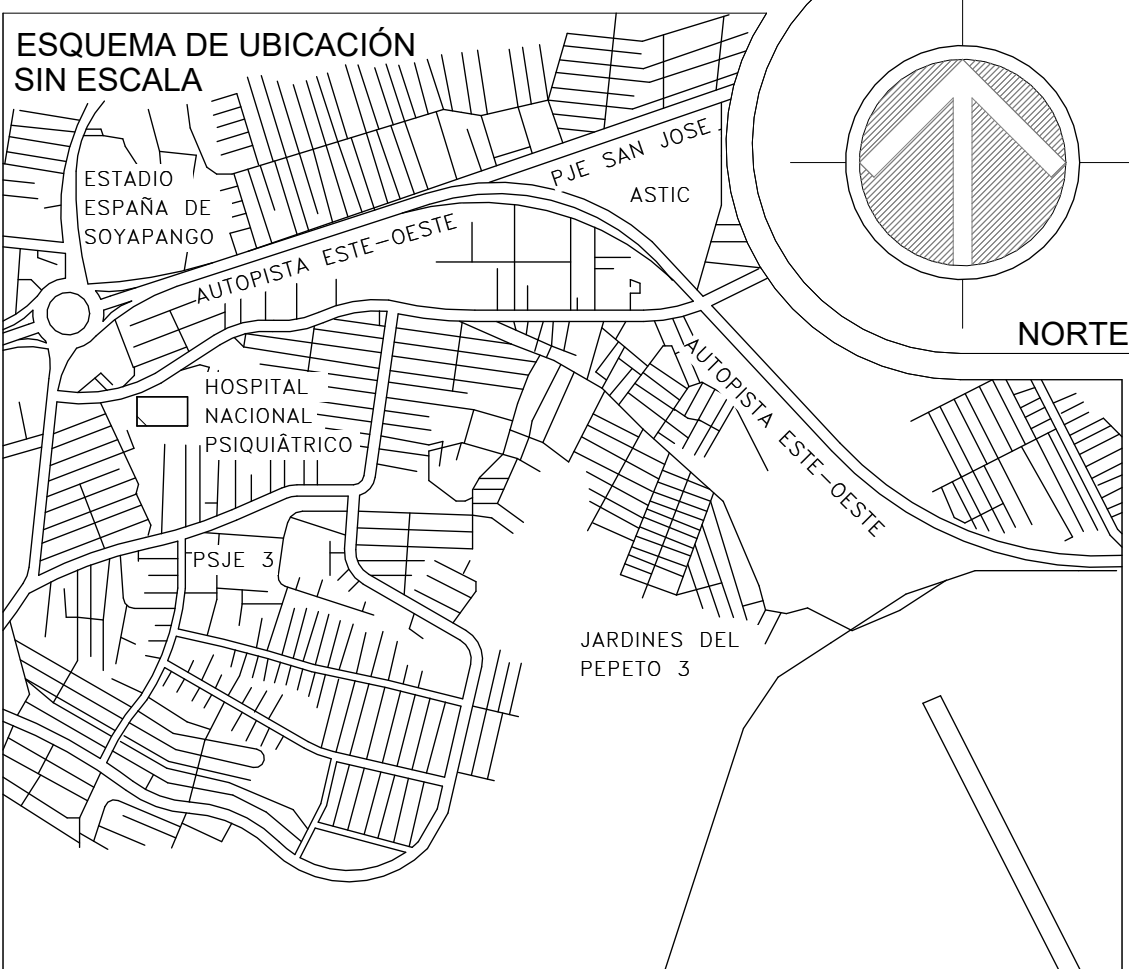 ESQUEMA DE UBICACIÓN
SIN ESCALA
PJE SAN JOSE.
ASTIC
ESTADIO
ESPAÑA DE
SOYAPANGO
AUTOPISTA ESTE-OESTE
NORTE
HOSPITAL
NACIONAL
PSIQUIÂTRICO
AUTOPISTA ESTE-OESTE
PSJE 3
JARDINES DEL
PEPETO 3